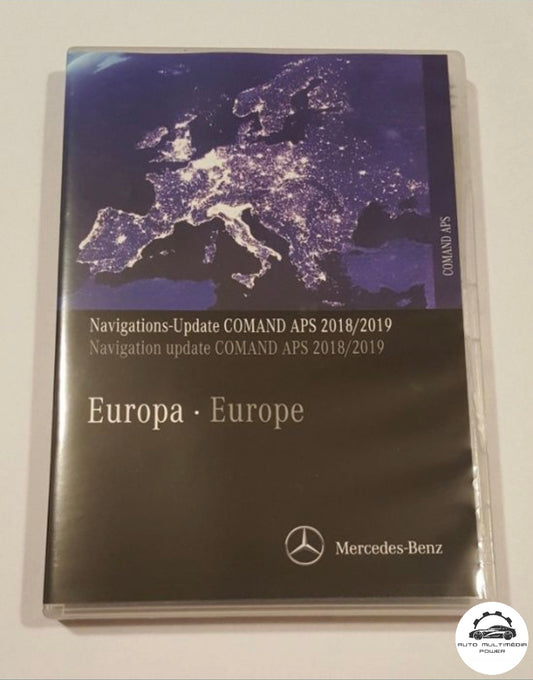 COMAND APS
Navigations-Update COMAND APS 2018/2019
Navigation update COMAND APS 2018/2019
Europa · Europe
Mercedes-Benz
AUTO MULTIMEDIA
POWER